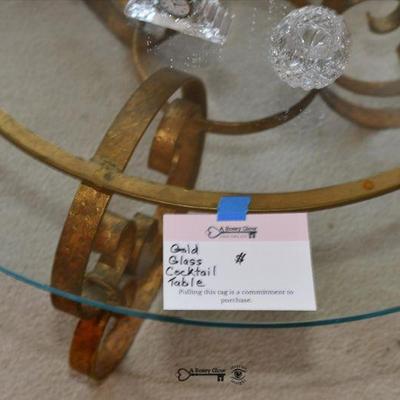 A Rosey Glow
Gold
Glass
Cocktail
Table
#
Pulling this tag is a commitment to
purchase.
A Rosey Glow